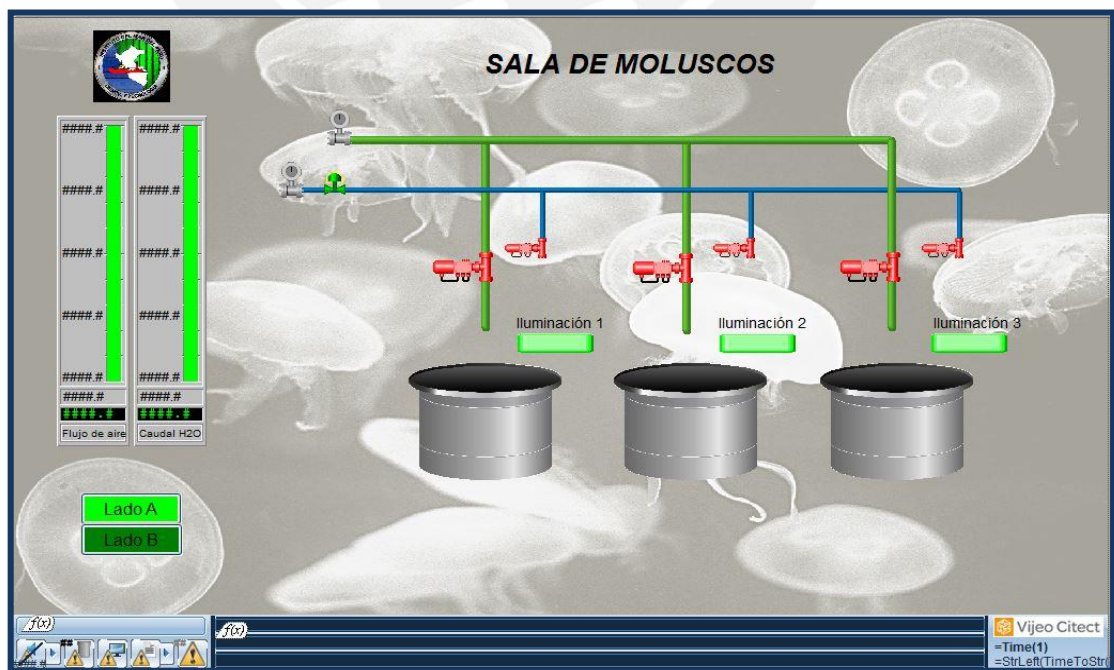 SALA DE MOLUSCOS
####.# ####.#
####.# ####.#
####.# ####.#
####.# ####.#
####.# ####.#
####.# ####.#
####.# ####.#
Flujo de aire Caudal H2O
Iluminación 1 Iluminación 2 Iluminación 3
Lado A
Lado B
f(x)
f(x)
##
Vijeo Citect
=Time(1)
=StrLeft(TimeToStr(